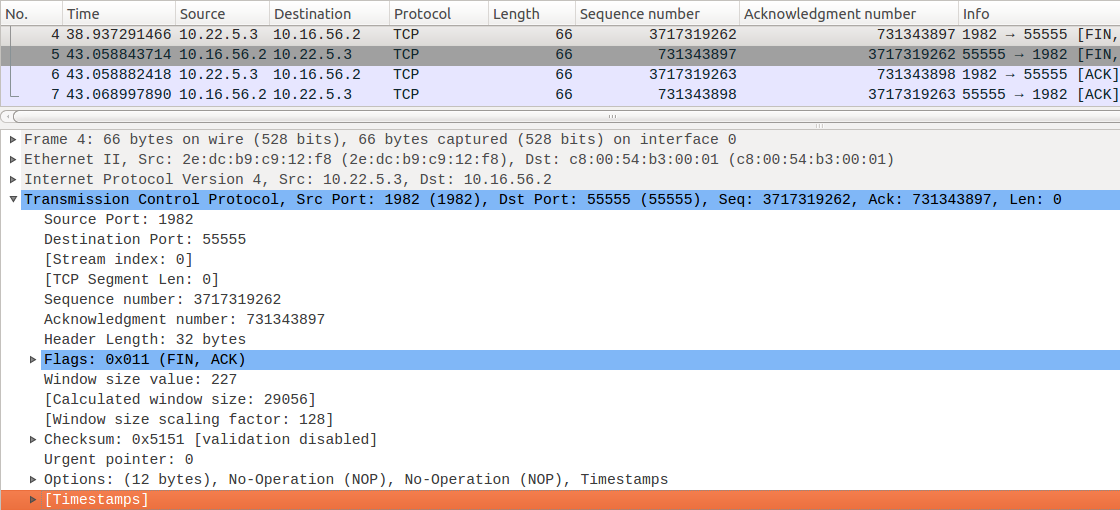 No. Time Source Destination Protocol Length Sequence number Acknowledgment number Info
4 38.937291466 10.22.5.3 10.16.56.2 TCP 66 3717319262 731343897 1982 → 55555 [FIN,
5 43.058843714 10.16.56.2 10.22.5.3 TCP 66 731343897 3717319263 55555 → 1982 [FIN,
6 43.058882418 10.22.5.3 10.16.56.2 TCP 66 3717319263 731343898 1982 → 55555 [ACK]
7 43.068997890 10.16.56.2 10.22.5.3 TCP 66 731343898 3717319263 55555 → 1982 [ACK]
Frame 4: 66 bytes on wire (528 bits), 66 bytes captured (528 bits) on interface 0
Ethernet II, Src: 2e:dc:b9:c9:12:f8 (2e:dc:b9:c9:12:f8), Dst: c8:00:54:b3:00:01 (c8:00:54:b3:00:01)
Internet Protocol Version 4, Src: 10.22.5.3, Dst: 10.16.56.2
Transmission Control Protocol, Src Port: 1982 (1982), Dst Port: 55555 (55555), Seq: 3717319262, Ack: 731343897, Len: 0
Source Port: 1982
Destination Port: 55555
[Stream index: 0]
[TCP Segment Len: 0]
Sequence number: 3717319262
Acknowledgment number: 731343897
Header Length: 32 bytes
Flags: 0x011 (FIN, ACK)
Window size value: 227
[Calculated window size: 29056]
[Window size scaling factor: 128]
Checksum: 0x5151 [validation disabled]
Urgent pointer: 0
Options: (12 bytes), No-Operation (NOP), No-Operation (NOP), Timestamps
[Timestamps]